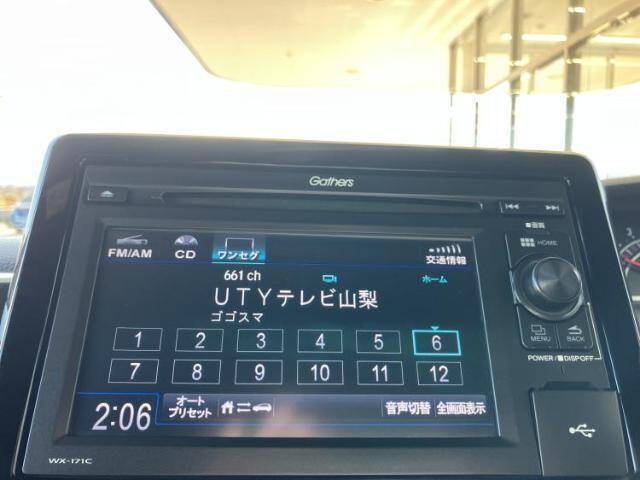 Gathers
画面
HOME
FM/AM CD ワンセグ 交通情報
661 ch ホーム
UTYテレビ山梨
ゴゴスマ
1 2 3 4 5 6
7 8 9 10 11 12
MENU BACK
POWER/DISP OFF
2:06 オートプリセット 音声切替 全画面表示
WX-171C